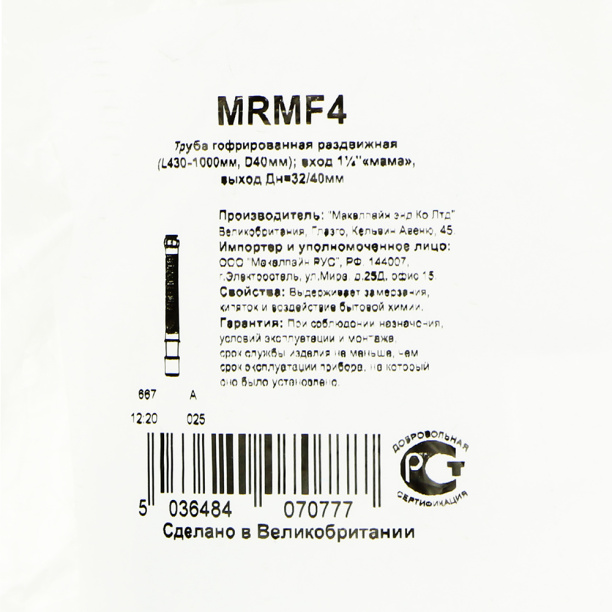 MRMF4
Труба гофрированная раздвижная
(L430-1000мм, D40мм); вход 1¼"«мама»,
выход Дн=32/40мм
Производитель: "Макалпайн энд Ко Лтд"
Великобритания, Глазго, Кельвин Авеню, 45.
Импортер и уполномоченное лицо:
ООО "Макалпайн РУС", РФ, 144007,
г.Электросталь, ул.Мира, д.25Д, офис 15.
Свойства: Выдерживает замерзания,
кипяток и воздействие бытовой химии.
Гарантия: При соблюдении назначения,
условий эксплуатации и монтажа,
срок службы изделия не меньше, чем
срок эксплуатации прибора, на который
оно было установлено.
667 A
12:20 025
ДОБРОВОЛЬНАЯ
РСТ
СЕРТИФИКАЦИЯ
5 036484 070777
Сделано в Великобритании